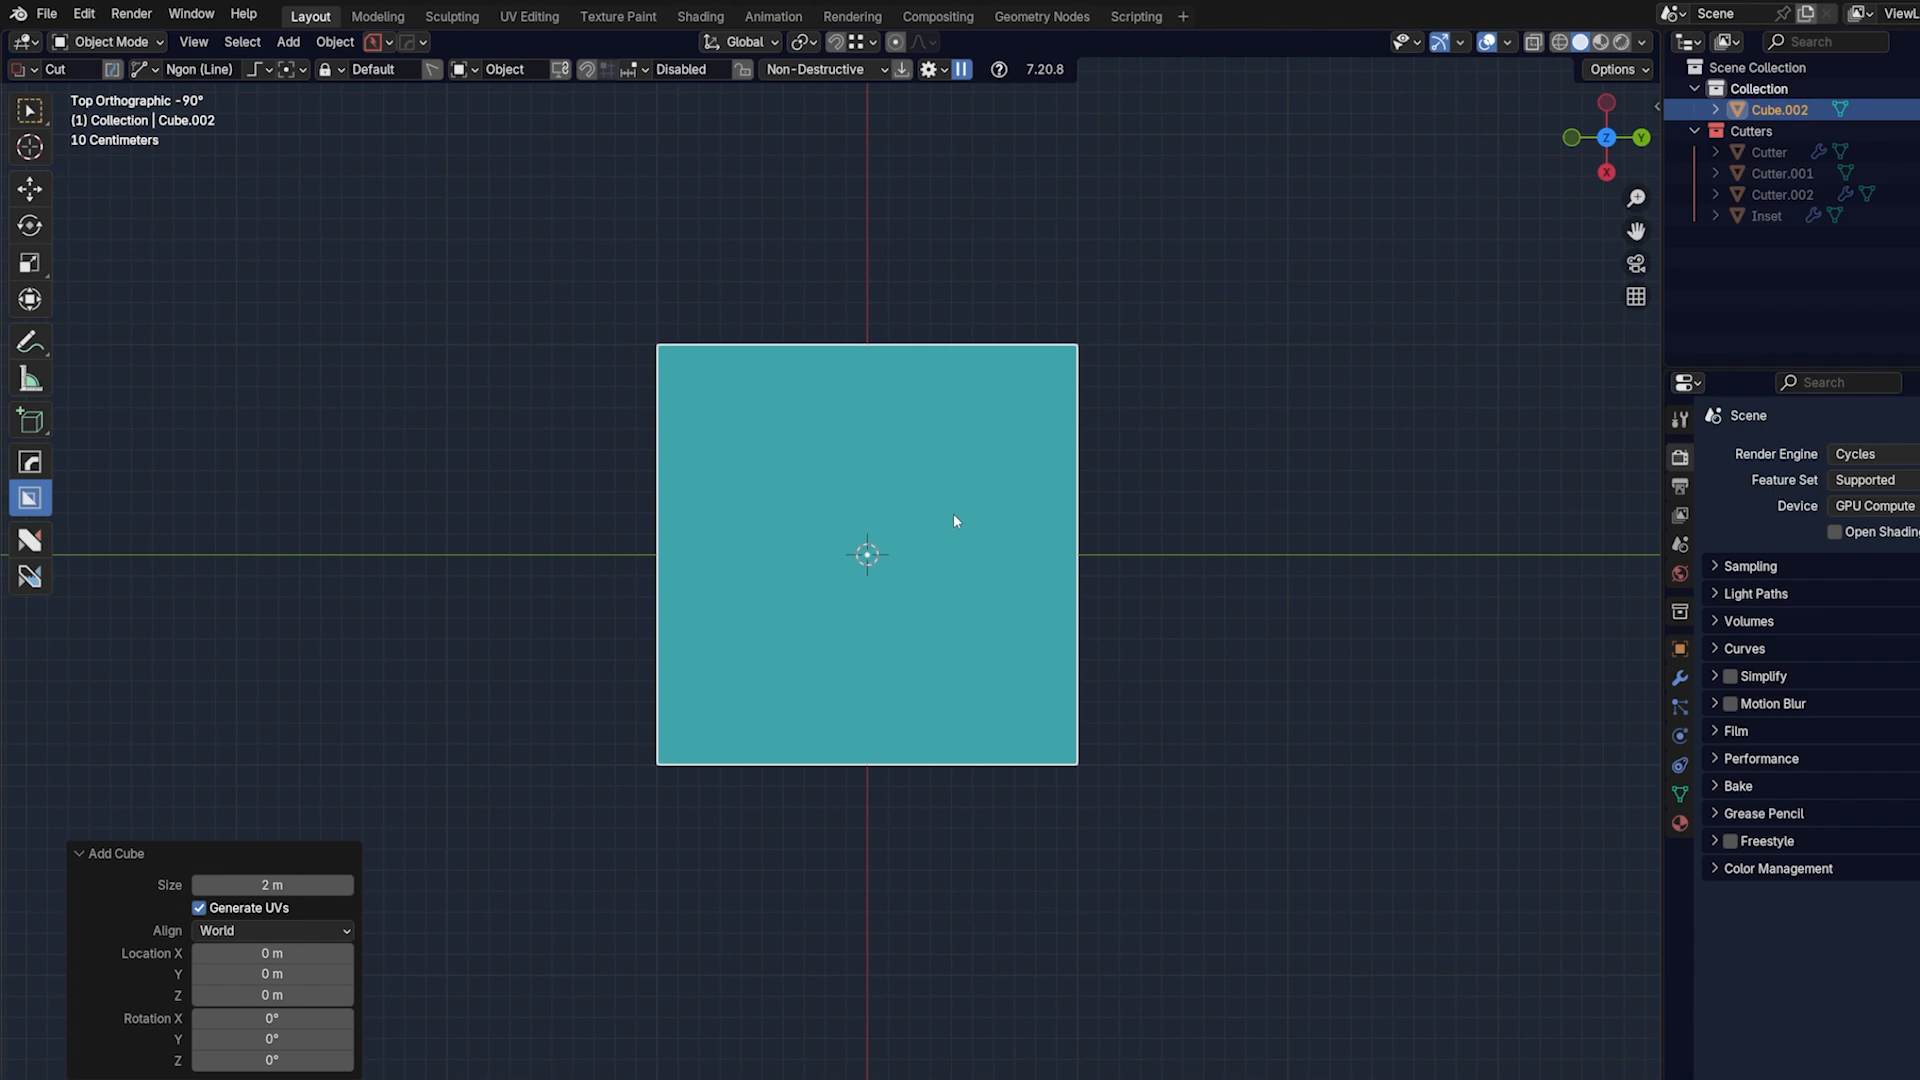 File Edit Render Window Help Layout Modeling Sculpting UV Editing Texture Paint Shading Animation Rendering Compositing Geometry Nodes Scripting + Scene ViewL
Object Mode View Select Add Object Global Search
Cut Ngon (Line) Default Object Disabled Non-Destructive 7.20.8 Options
Top Orthographic -90°
(1) Collection | Cube.002
10 Centimeters
Z
Y
X
Scene Collection
Collection
Cube.002
Cutters
Cutter
Cutter.001
Cutter.002
Inset
Search
Scene
Render Engine Cycles
Feature Set Supported
Device GPU Compute
Open Shading
Sampling
Light Paths
Volumes
Curves
Simplify
Motion Blur
Film
Performance
Bake
Grease Pencil
Freestyle
Color Management
Add Cube
Size 2 m
Generate UVs
Align World
Location X 0 m
Y 0 m
Z 0 m
Rotation X 0°
Y 0°
Z 0°